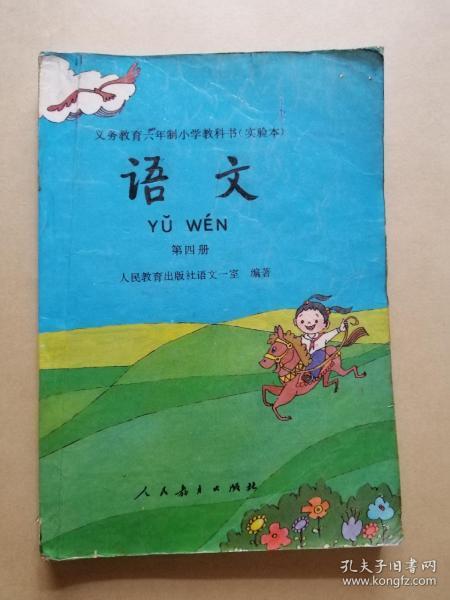 义务教育六年制小学教科书(实验本)
语文
YǓ WÉN
第四册
人民教育出版社语文一室 编著
人民教育出版社
孔夫子旧书网
www.kongfz.com